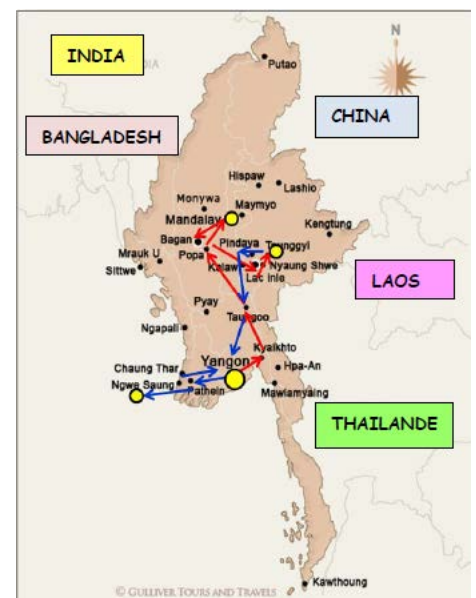 INDIA
N
Putao
CHINA
BANGLADESH
Hispaw
Lashio
Monywa
Maymyo
Mandalay
Kengtung
Bagan
Pindaya
Taunggyi
Popa
Mrauk U
Kalaw
Nyaung Shwe
Sittwe
Lac Inle
LAOS
Pyay
Taungoo
Ngapali
Yangon
Kyaikhto
Chaung Thar
Hpa-An
Ngwe Saung
Pathein
Mawlamyaing
THAILANDE
Kawthoung
© GULLIVER TOURS AND TRAVELS